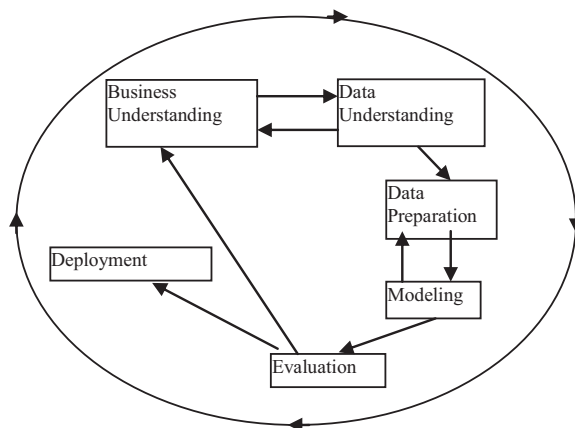 Business
Understanding
Data
Understanding
Data
Preparation
Deployment
Modeling
Evaluation